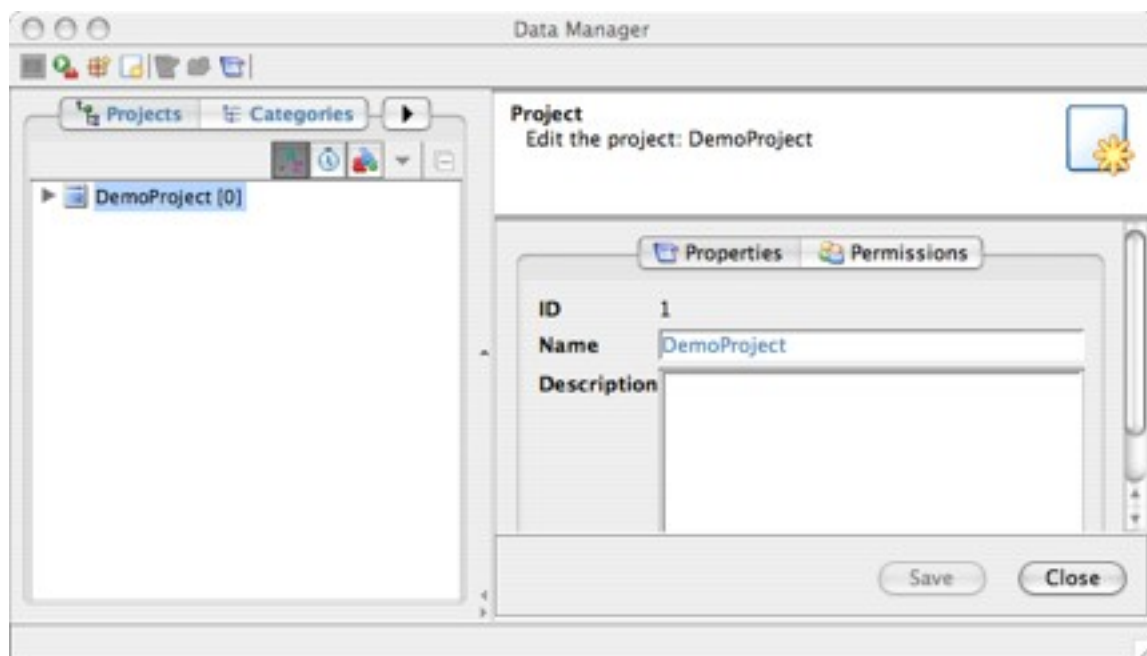 Data Manager
Projects Categories
DemoProject [0]
Project
Edit the project: DemoProject
Properties Permissions
ID 1
Name DemoProject
Description
Save Close